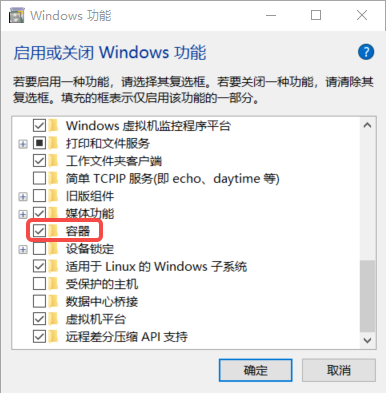 Windows 功能
启用或关闭 Windows 功能
若要启用一种功能，请选择其复选框。若要关闭一种功能，请清除其
复选框。填充的框表示仅启用该功能的一部分。
Windows 虚拟机监控程序平台
打印和文件服务
工作文件夹客户端
简单 TCPIP 服务(即 echo、daytime 等)
旧版组件
媒体功能
容器
设备锁定
适用于 Linux 的 Windows 子系统
受保护的主机
数据中心桥接
虚拟机平台
远程差分压缩 API 支持
确定
取消